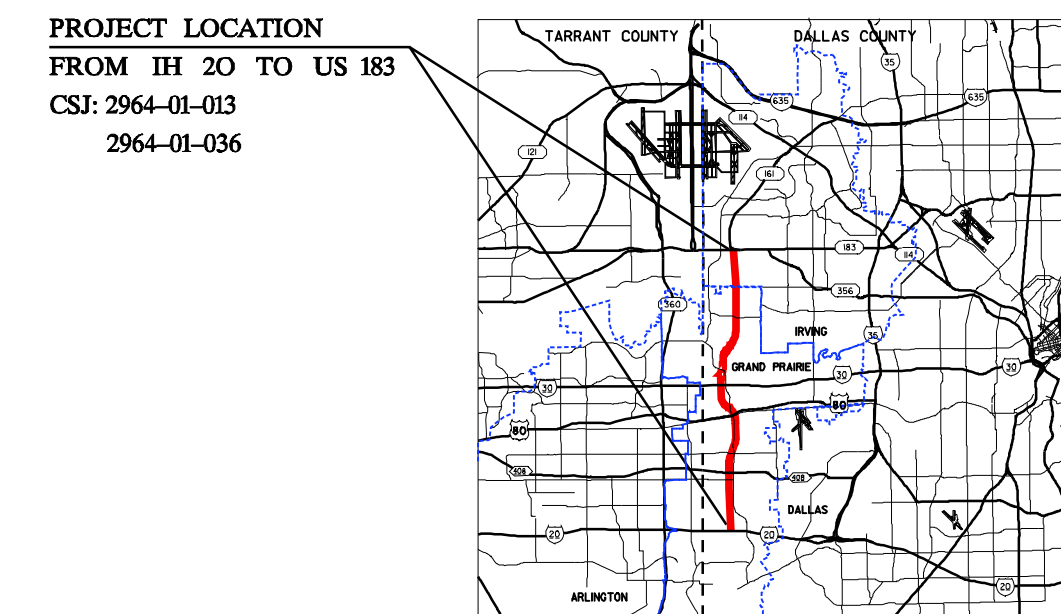 PROJECT LOCATION
FROM IH 20 TO US 183
CSJ: 2964-01-013
2964-01-036
TARRANT COUNTY
DALLAS COUNTY
35
635
635
114
121
161
183
114
356
360
IRVING
35
GRAND PRAIRIE
30
30
30
80
80
408
408
DALLAS
20
20
20
ARLINGTON